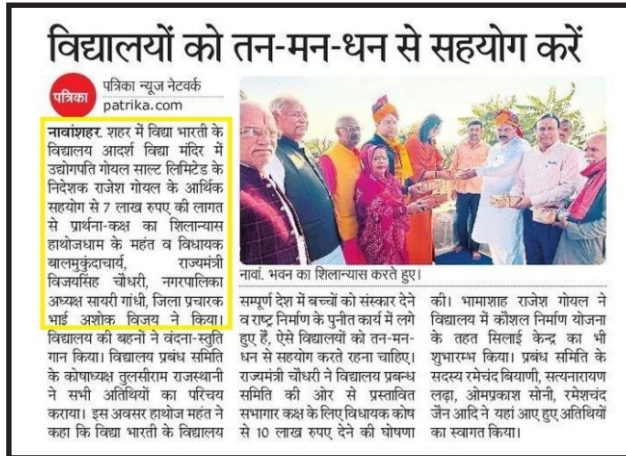 विद्यालयों को तन-मन-धन से सहयोग करें
पत्रिका
पत्रिका न्यूज नेटवर्क
patrika.com
नावांशहर. शहर में विद्या भारती के
विद्यालय आदर्श विद्या मंदिर में
उद्योगपति गोयल साल्ट लिमिटेड के
निदेशक राजेश गोयल के आर्थिक
सहयोग से 7 लाख रुपए की लागत
से प्रार्थना-कक्ष का शिलान्यास
हाथोजधाम के महंत व विधायक
बालमुकुंदाचार्य, राज्यमंत्री
विजयसिंह चौधरी, नगरपालिका
अध्यक्ष सायरी गांधी, जिला प्रचारक
भाई अशोक विजय ने किया।
विद्यालय की बहनों ने वंदना-स्तुति
गान किया। विद्यालय प्रबंध समिति
के कोषाध्यक्ष तुलसीराम राजस्थानी
ने सभी अतिथियों का परिचय
कराया। इस अवसर हाथोज महंत ने
कहा कि विद्या भारती के विद्यालय
नावां. भवन का शिलान्यास करते हुए।
सम्पूर्ण देश में बच्चों को संस्कार देने
व राष्ट्र निर्माण के पुनीत कार्य में लगे
हुए हैं, ऐसे विद्यालयों को तन-मन-
धन से सहयोग करते रहना चाहिए।
राज्यमंत्री चौधरी ने विद्यालय प्रबन्ध
समिति की ओर से प्रस्तावित
सभागार कक्ष के लिए विधायक कोष
से 10 लाख रुपए देने की घोषणा
की। भामाशाह राजेश गोयल ने
विद्यालय में कौशल निर्माण योजना
के तहत सिलाई केन्द्र का भी
शुभारम्भ किया। प्रबंध समिति के
सदस्य रमेचंद बियाणी, सत्यनारायण
लढ़ा, ओमप्रकाश सोनी, रमेशचंद
जैन आदि ने यहां आए हुए अतिथियों
का स्वागत किया।